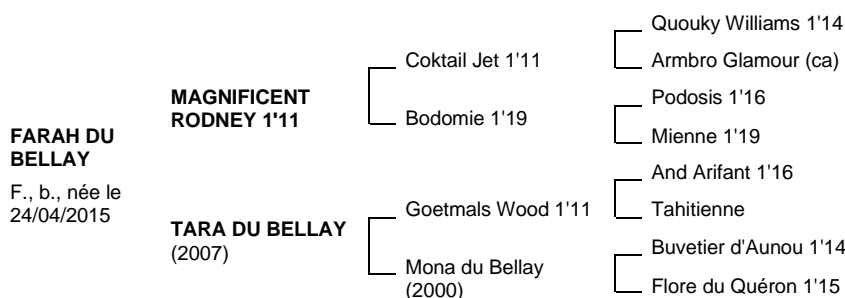 FARAH DU
BELLAY
F., b., née le
24/04/2015
MAGNIFICENT
RODNEY 1'11
TARA DU BELLAY
(2007)
Coktail Jet 1'11
Bodomie 1'19
Goetmals Wood 1'11
Mona du Bellay
(2000)
Quouky Williams 1'14
Armbro Glamour (ca)
Podosis 1'16
Mienne 1'19
And Arifant 1'16
Tahitienne
Buvetier d'Aunou 1'14
Flore du Quéron 1'15